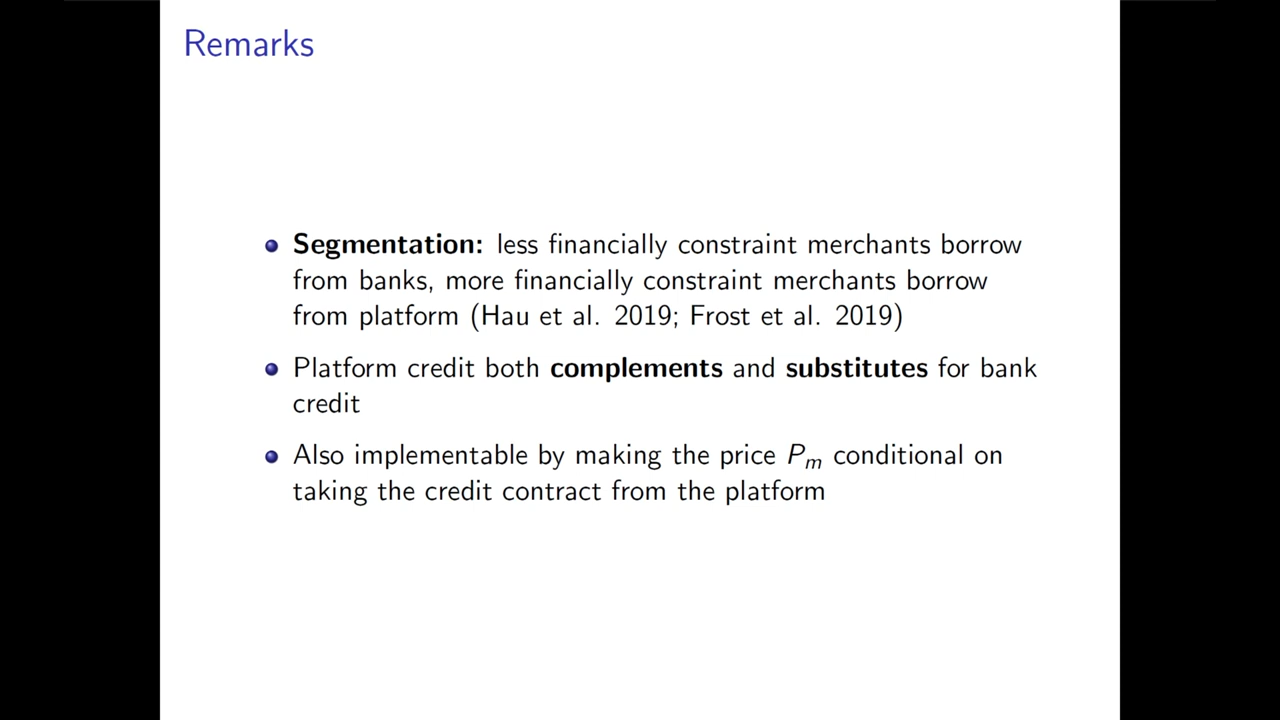 Remarks
Segmentation: less financially constraint merchants borrow
from banks, more financially constraint merchants borrow
from platform (Hau et al. 2019; Frost et al. 2019)
Platform credit both complements and substitutes for bank
credit
Also implementable by making the price Pm conditional on
taking the credit contract from the platform